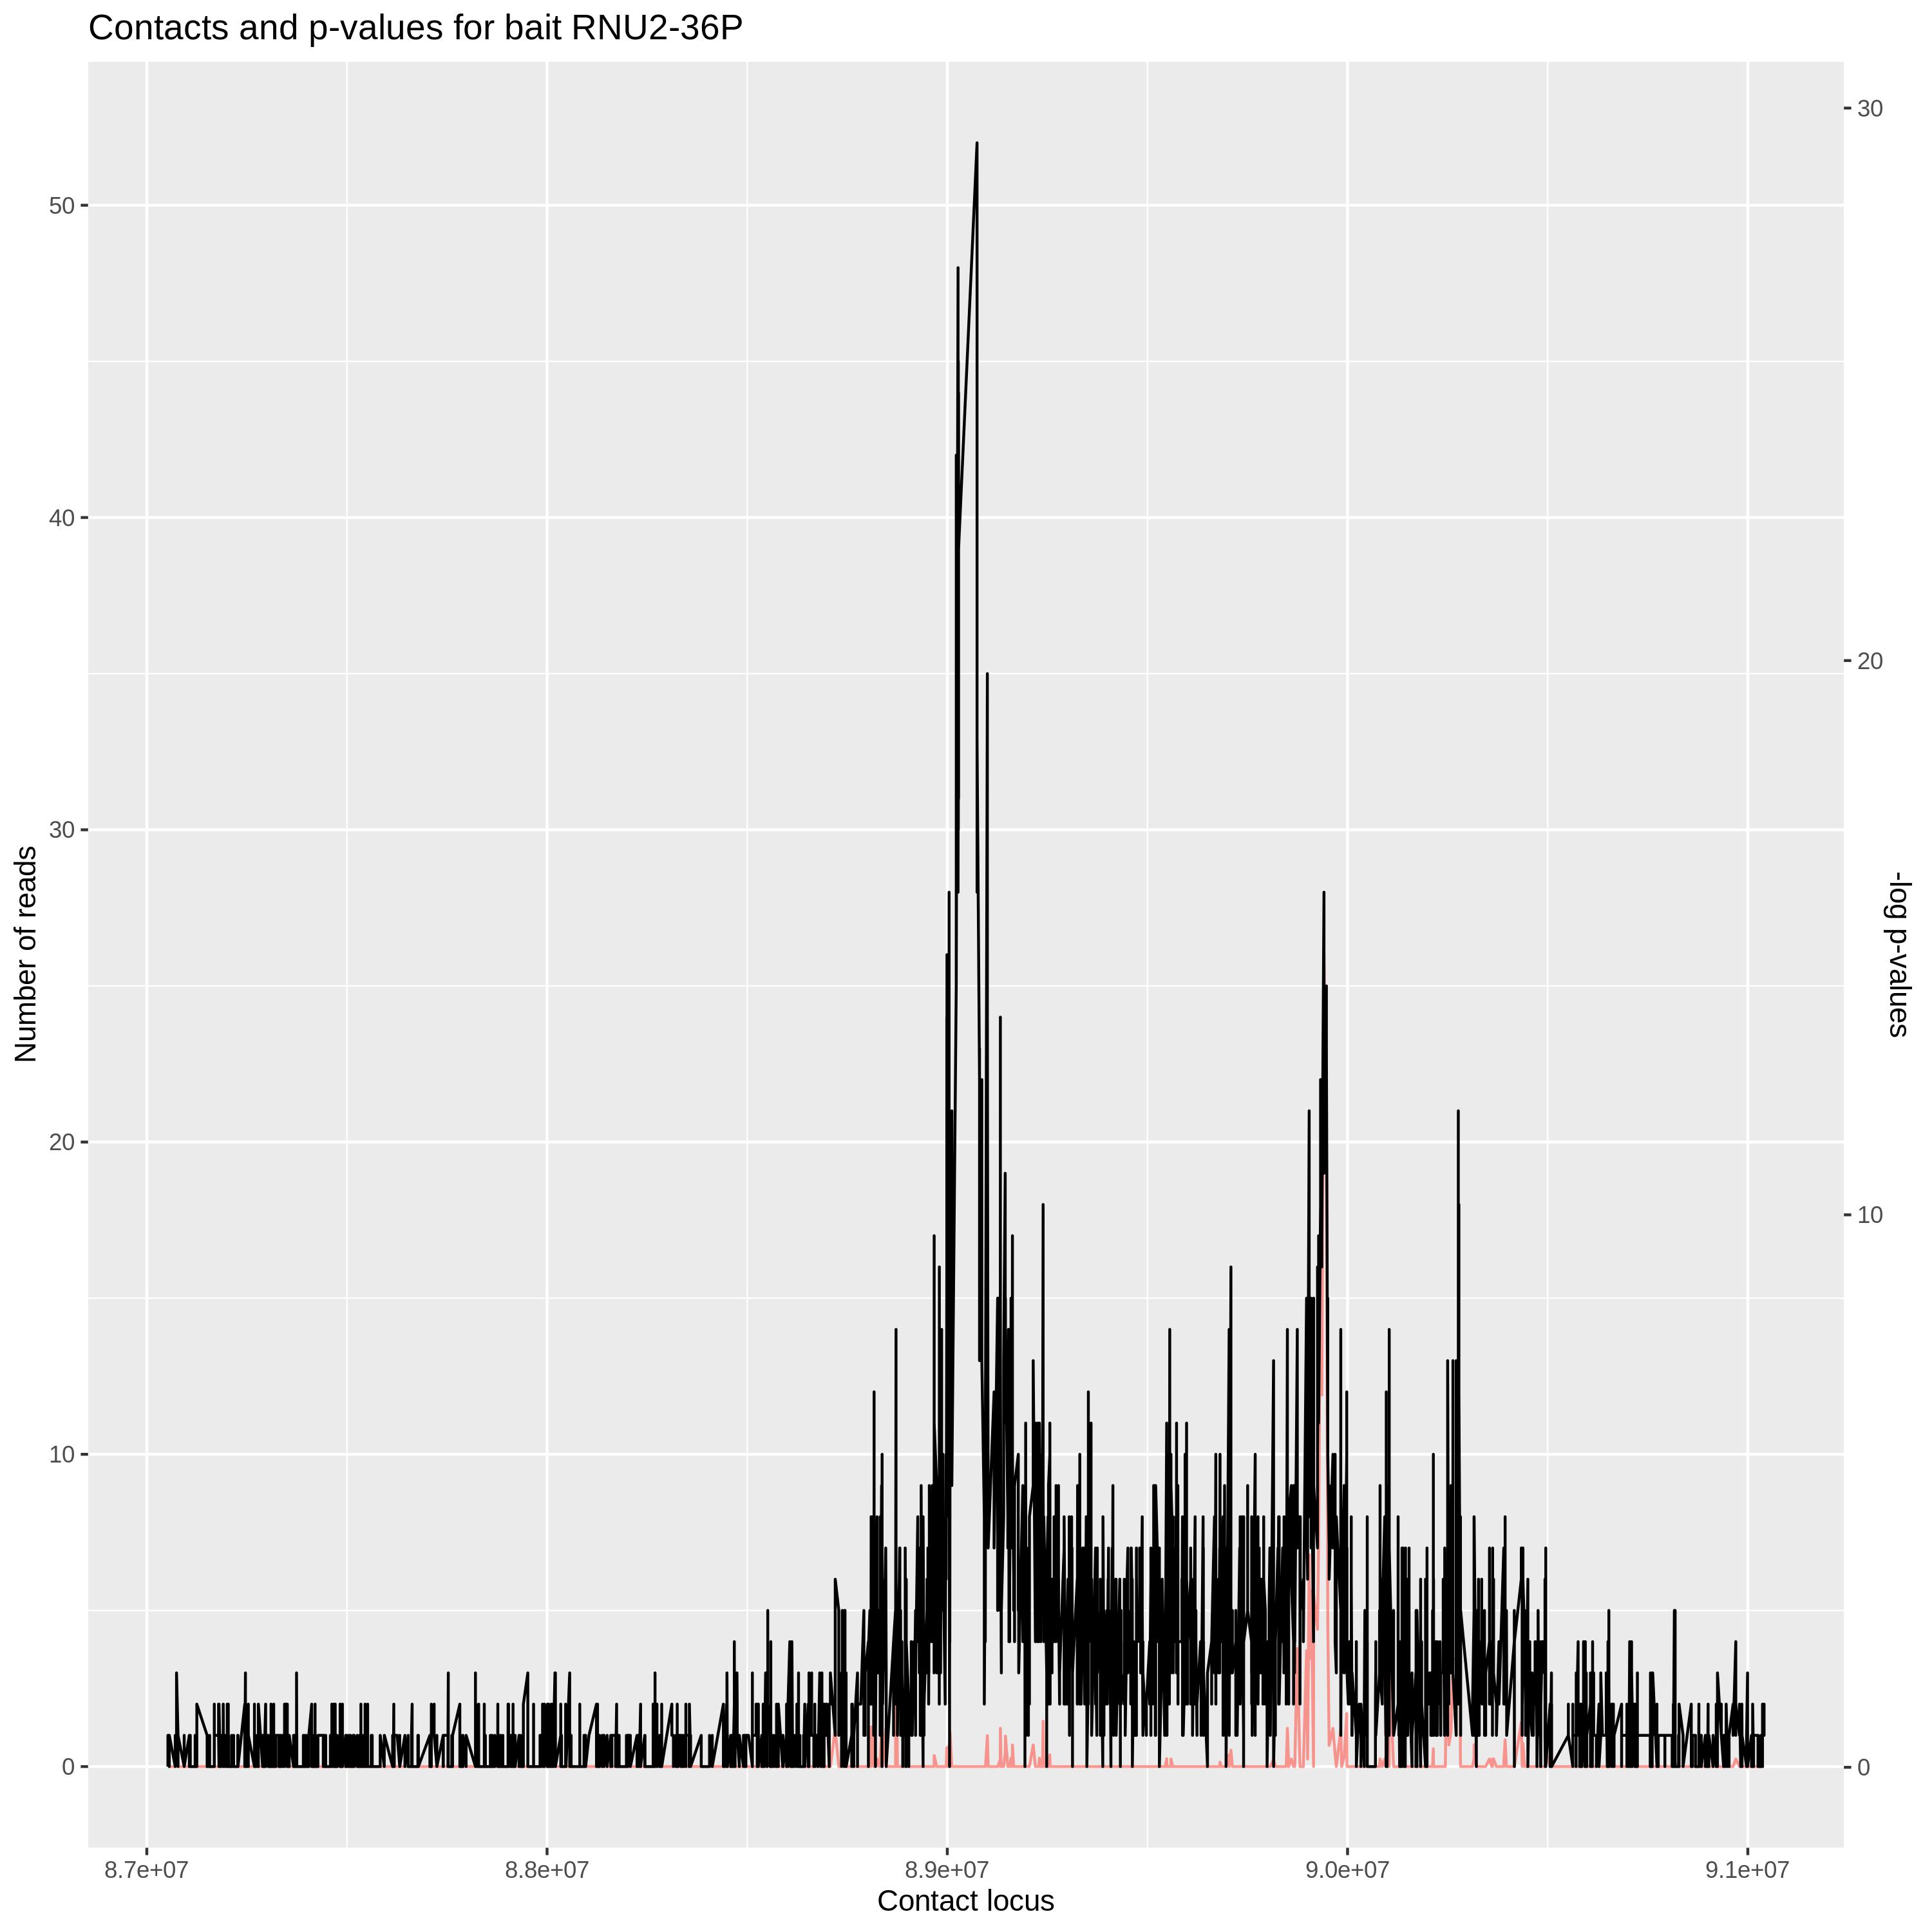 Contacts and p-values for bait RNU2-36P
30
50
40
20
30
20
10
10
0
0
Number of reads
-log p-values
8.7e+07
8.8e+07
8.9e+07
9.0e+07
9.1e+07
Contact locus